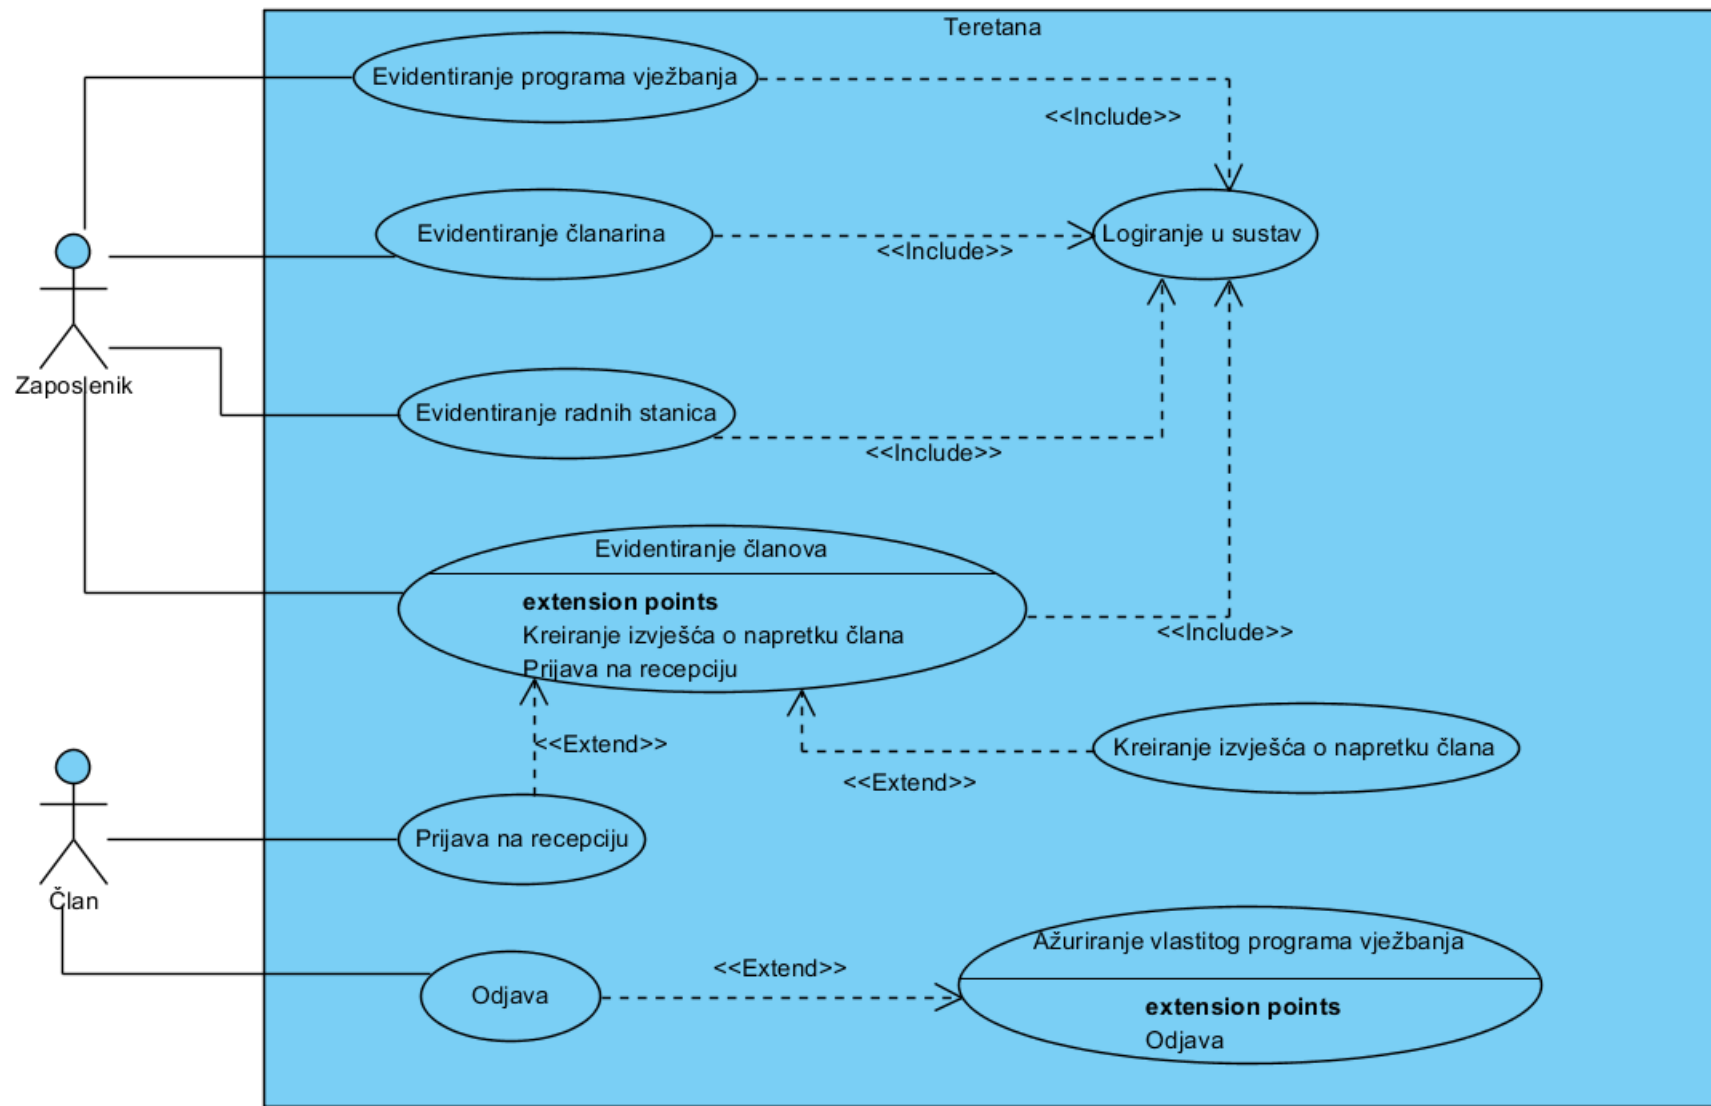 Teretana
Evidentiranje programa vježbanja
<<Include>>
Evidentiranje članarina
<<Include>>
Logiranje u sustav
Zaposlenik
Evidentiranje radnih stanica
<<Include>>
Evidentiranje članova
extension points
Kreiranje izvješća o napretku člana
Prijava na recepciju
<<Include>>
<<Extend>>
Kreiranje izvješća o napretku člana
<<Extend>>
Prijava na recepciju
Član
Ažuriranje vlastitog programa vježbanja
<<Extend>>
Odjava
extension points
Odjava